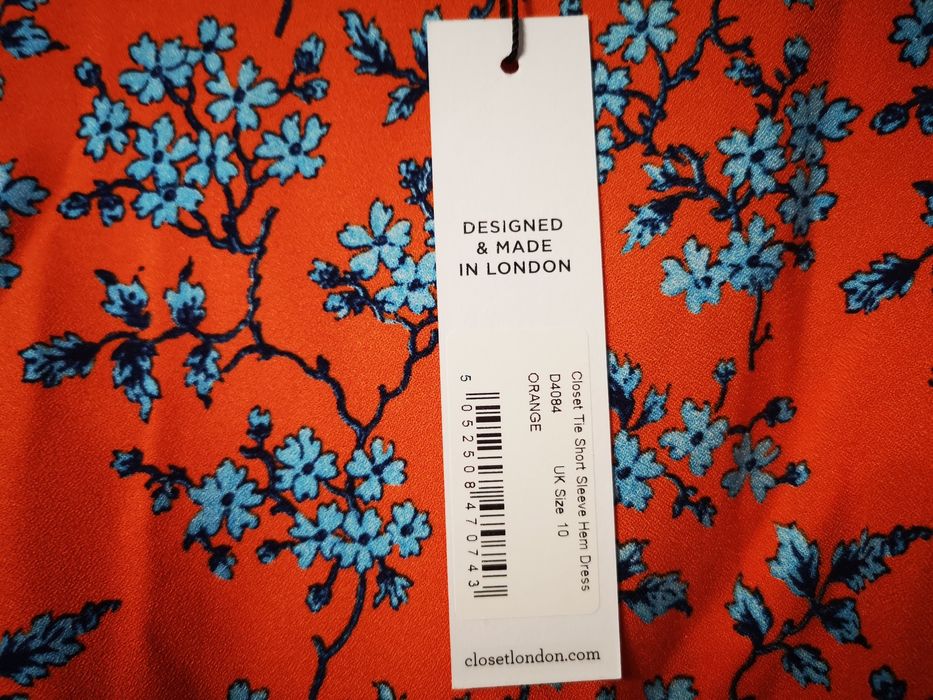 DESIGNED
& MADE
IN LONDON
Closet Tie Short Sleeve Hem Dress
D4084 UK Size 10
ORANGE
5 052508 470743
closetlondon.com